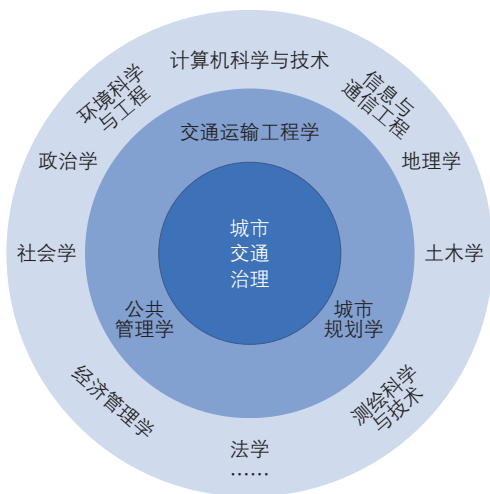 计算机科学与技术
环境科学
与工程
信息与
通信工程
交通运输工程学
政治学
地理学
社会学
城市
交通
治理
土木学
公共
管理学
城市
规划学
经济管理学
测绘科学
与技术
法学
……